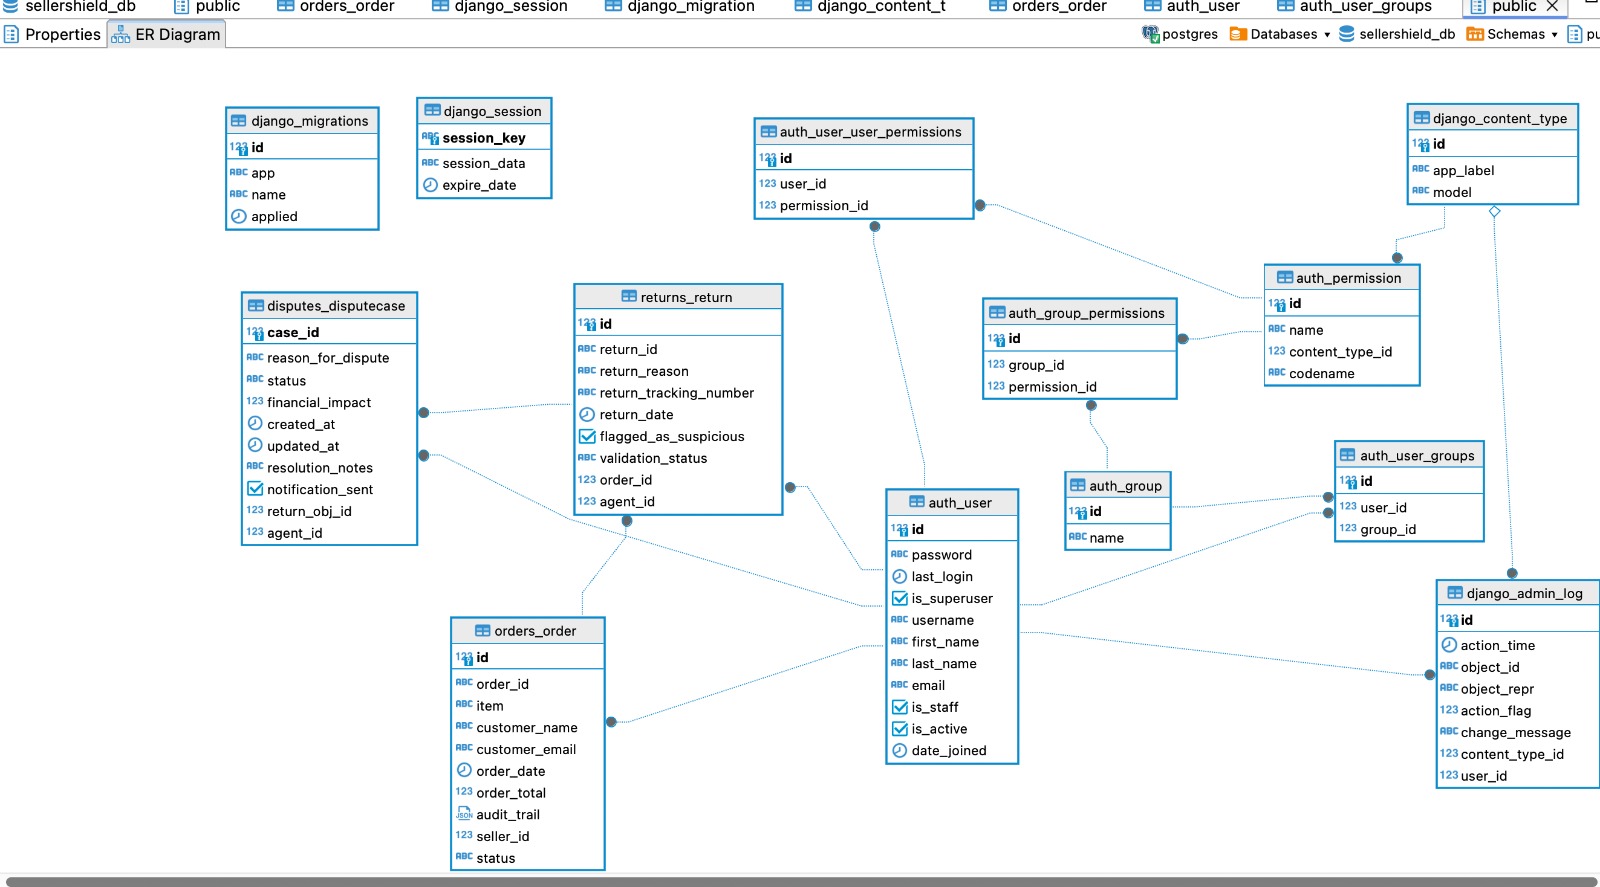 sellershield_db public orders_order django_session django_migration django_content_t orders_order auth_user auth_user_groups public
Properties ER Diagram postgres Databases sellershield_db Schemas pu
django_migrations
123 id
ABC app
ABC name
applied
django_session
ABC session_key
ABC session_data
expire_date
auth_user_user_permissions
123 id
123 user_id
123 permission_id
django_content_type
123 id
ABC app_label
ABC model
disputes_disputecase
123 case_id
ABC reason_for_dispute
ABC status
123 financial_impact
created_at
updated_at
ABC resolution_notes
notification_sent
123 return_obj_id
123 agent_id
returns_return
123 id
ABC return_id
ABC return_reason
ABC return_tracking_number
return_date
flagged_as_suspicious
ABC validation_status
123 order_id
123 agent_id
auth_group_permissions
123 id
123 group_id
123 permission_id
auth_permission
123 id
ABC name
123 content_type_id
ABC codename
auth_group
123 id
ABC name
auth_user_groups
123 id
123 user_id
123 group_id
auth_user
123 id
ABC password
last_login
is_superuser
ABC username
ABC first_name
ABC last_name
ABC email
is_staff
is_active
date_joined
orders_order
123 id
ABC order_id
ABC item
ABC customer_name
ABC customer_email
order_date
123 order_total
JSON audit_trail
123 seller_id
ABC status
django_admin_log
123 id
action_time
ABC object_id
ABC object_repr
123 action_flag
ABC change_message
123 content_type_id
123 user_id